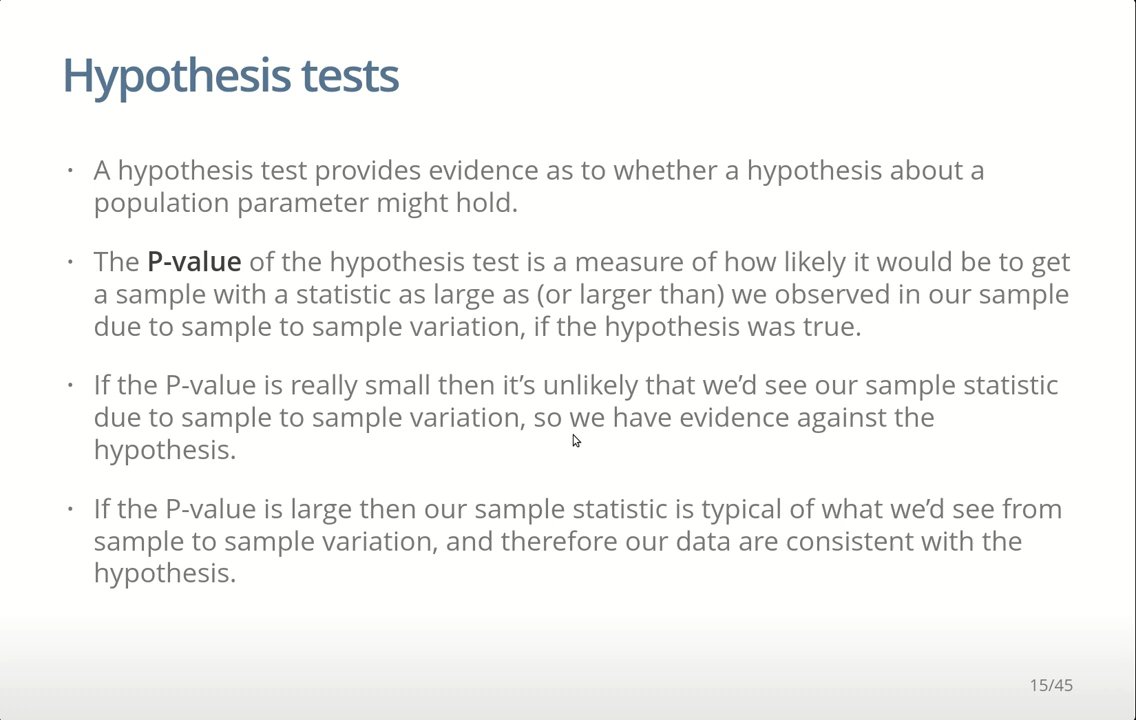 Hypothesis tests
· A hypothesis test provides evidence as to whether a hypothesis about a
population parameter might hold.
· The P-value of the hypothesis test is a measure of how likely it would be to get
a sample with a statistic as large as (or larger than) we observed in our sample
due to sample to sample variation, if the hypothesis was true.
· If the P-value is really small then it’s unlikely that we’d see our sample statistic
due to sample to sample variation, so we have evidence against the
hypothesis.
· If the P-value is large then our sample statistic is typical of what we’d see from
sample to sample variation, and therefore our data are consistent with the
hypothesis.
15/45